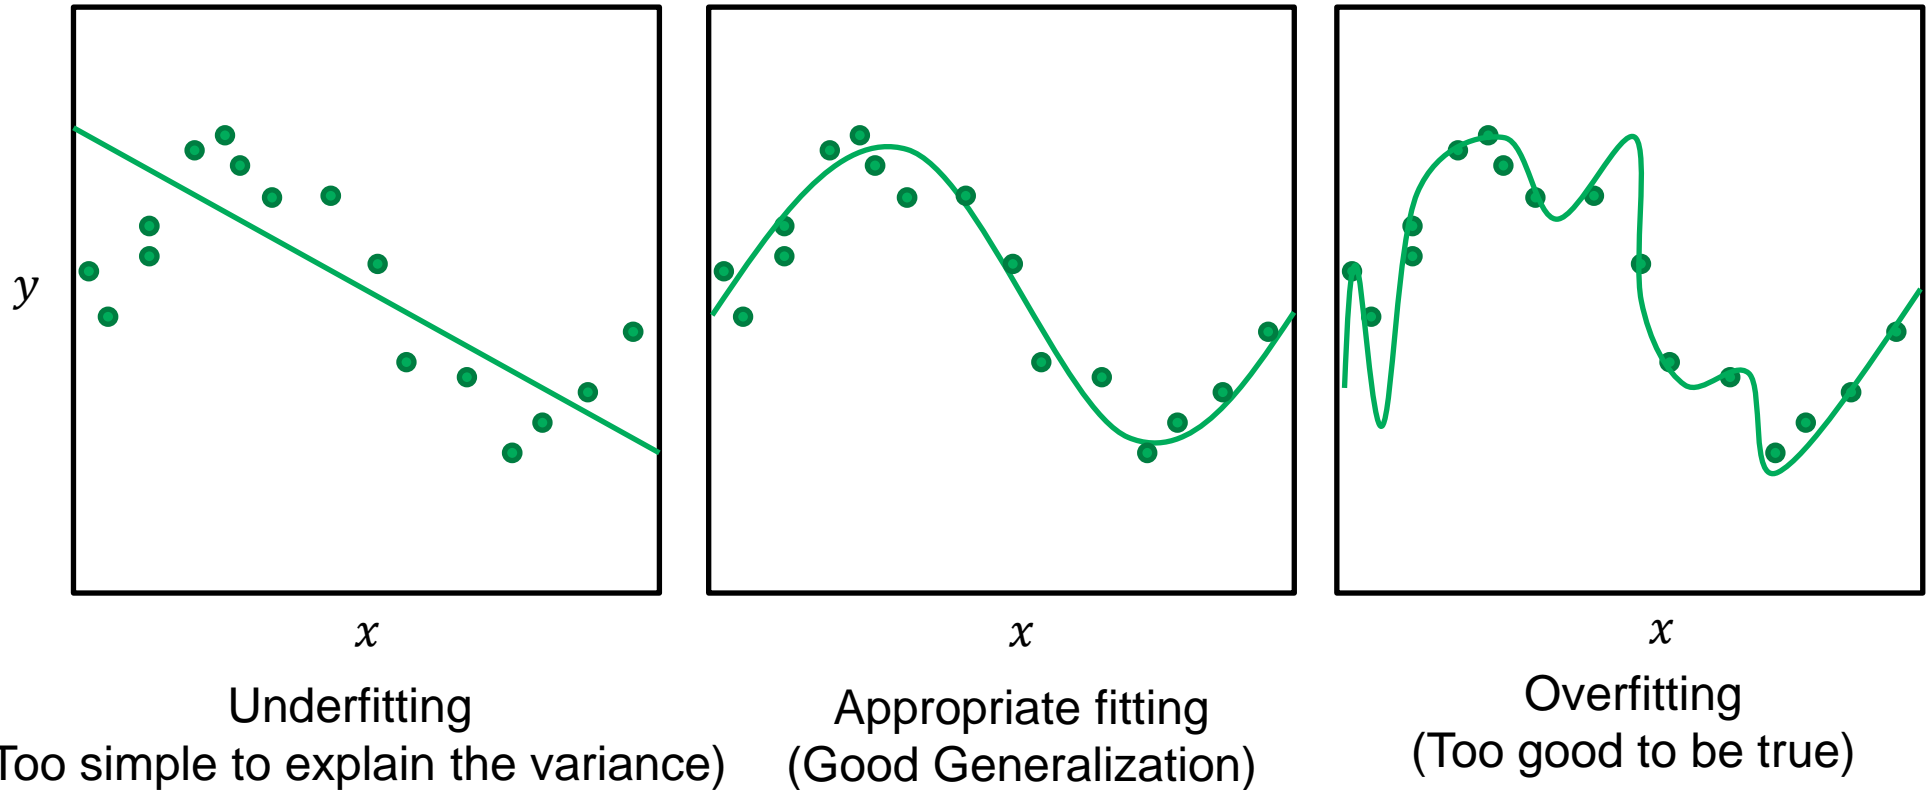 y
x
x
x
Underfitting
Too simple to explain the variance)
Appropriate fitting
(Good Generalization)
Overfitting
(Too good to be true)